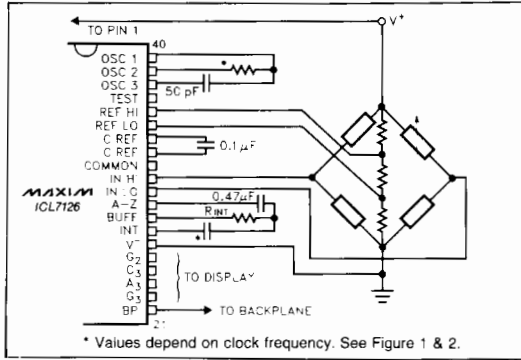 TO PIN 1
V+
40
OSC 1
OSC 2
*
OSC 3
50 pF
TEST
REF HI
REF LO
C REF
0.1 µF
C REF
COMMON
IN HI
MAXIM
ICL7126
IN LO
A-Z
0.47µF
BUFF
RINT
INT
*
V-
G2
C3
TO DISPLAY
A3
G3
BP
TO BACKPLANE
21
* Values depend on clock frequency. See Figure 1 & 2.